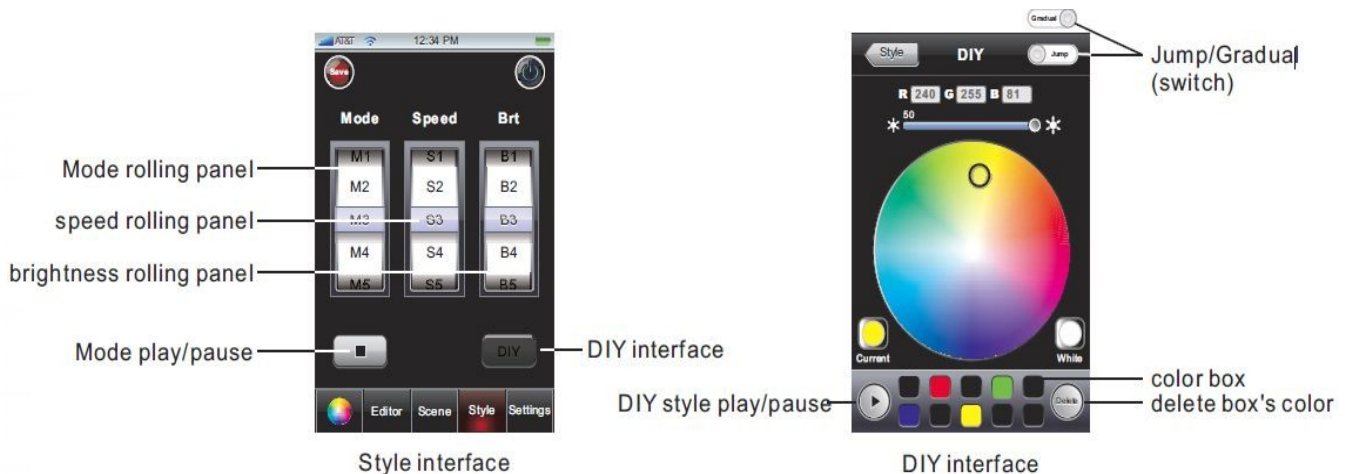 Gradual
AT&T 12:34 PM
Save
Style DIY Jump
Jump/Gradual
(switch)
R 240 G 255 B 81
50
Mode Speed Brt
M1 S1 B1
M2 S2 B2
M3 S3 B3
M4 S4 B4
M5 S5 B5
Mode rolling panel
speed rolling panel
brightness rolling panel
Mode play/pause
DIY
DIY interface
Editor Scene Style Settings
Style interface
Current White
DIY style play/pause
color box
Delete
delete box's color
DIY interface